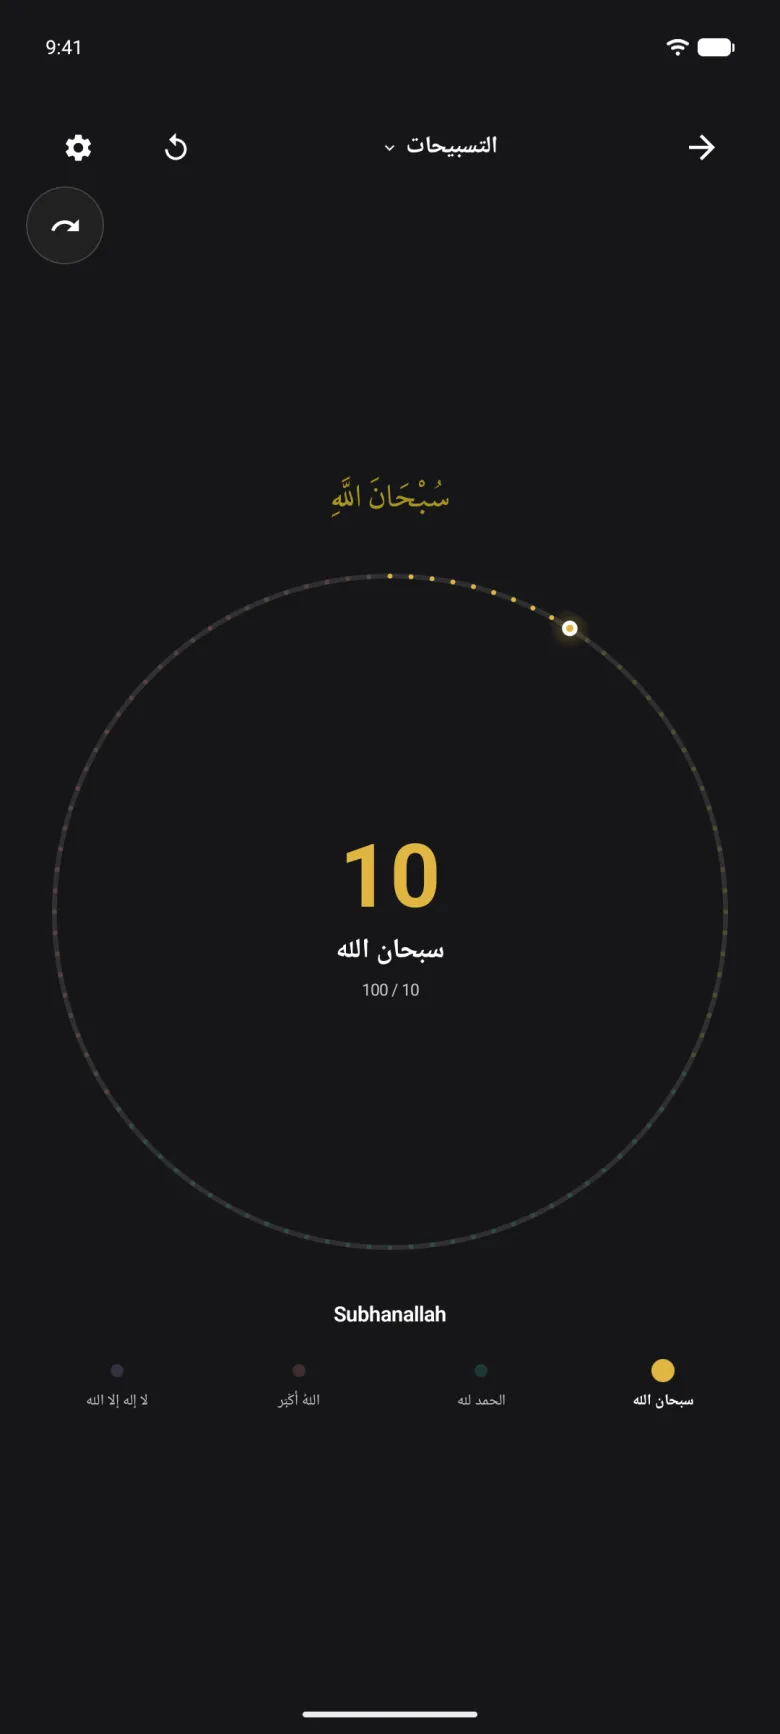 9:41
التسبيحات
سُبْحَانَ اللَّهِ
10
سبحان الله
100 / 10
Subhanallah
سبحان الله
الحمد لله
اللهُ أكْبَر
لا إله إلا الله